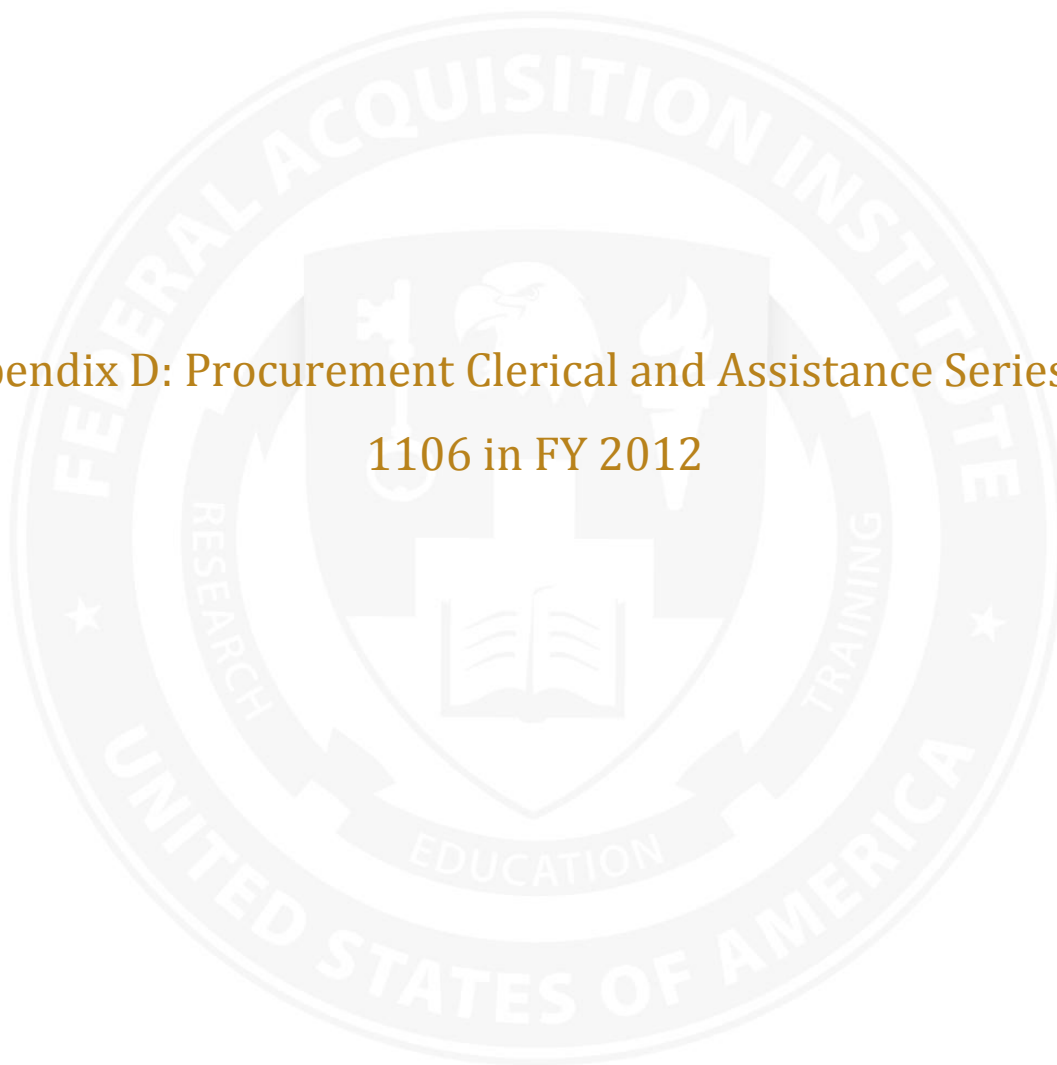 pendix D: Procurement Clerical and Assistance Series
1106 in FY 2012
FEDERAL ACQUISITION INSTITUTE
RESEARCH
TRAINING
EDUCATION
UNITED STATES OF AMERICA